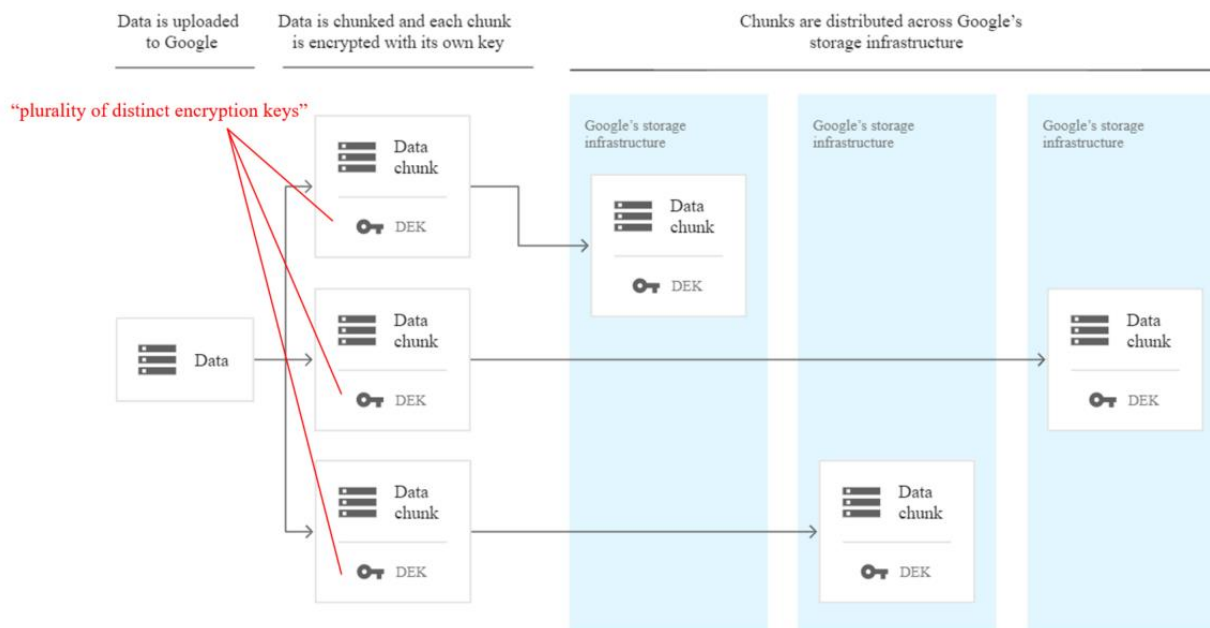 Data is uploaded
to Google
Data is chunked and each chunk
is encrypted with its own key
Chunks are distributed across Google’s
storage infrastructure
“plurality of distinct encryption keys”
Google’s storage
infrastructure
Google’s storage
infrastructure
Google’s storage
infrastructure
Data
chunk
DEK
Data
chunk
DEK
Data
chunk
DEK
Data
chunk
DEK
Data
Data
chunk
DEK
Data
chunk
DEK